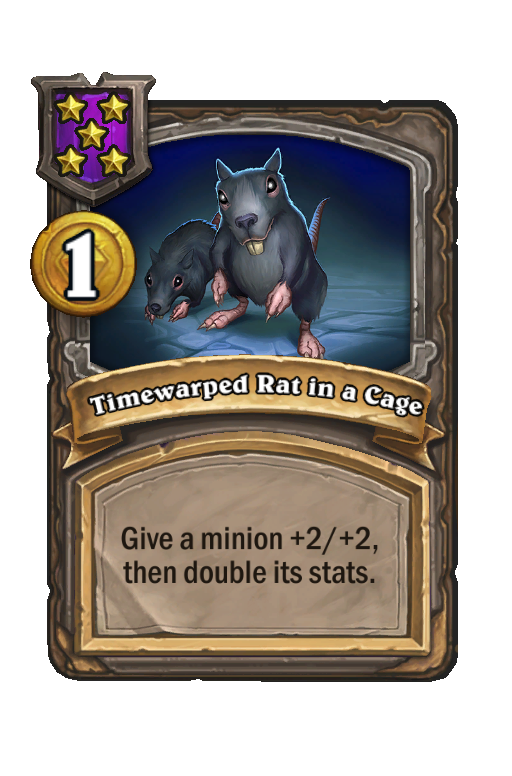 1
Timewarped Rat in a Cage
Give a minion +2/+2,
then double its stats.